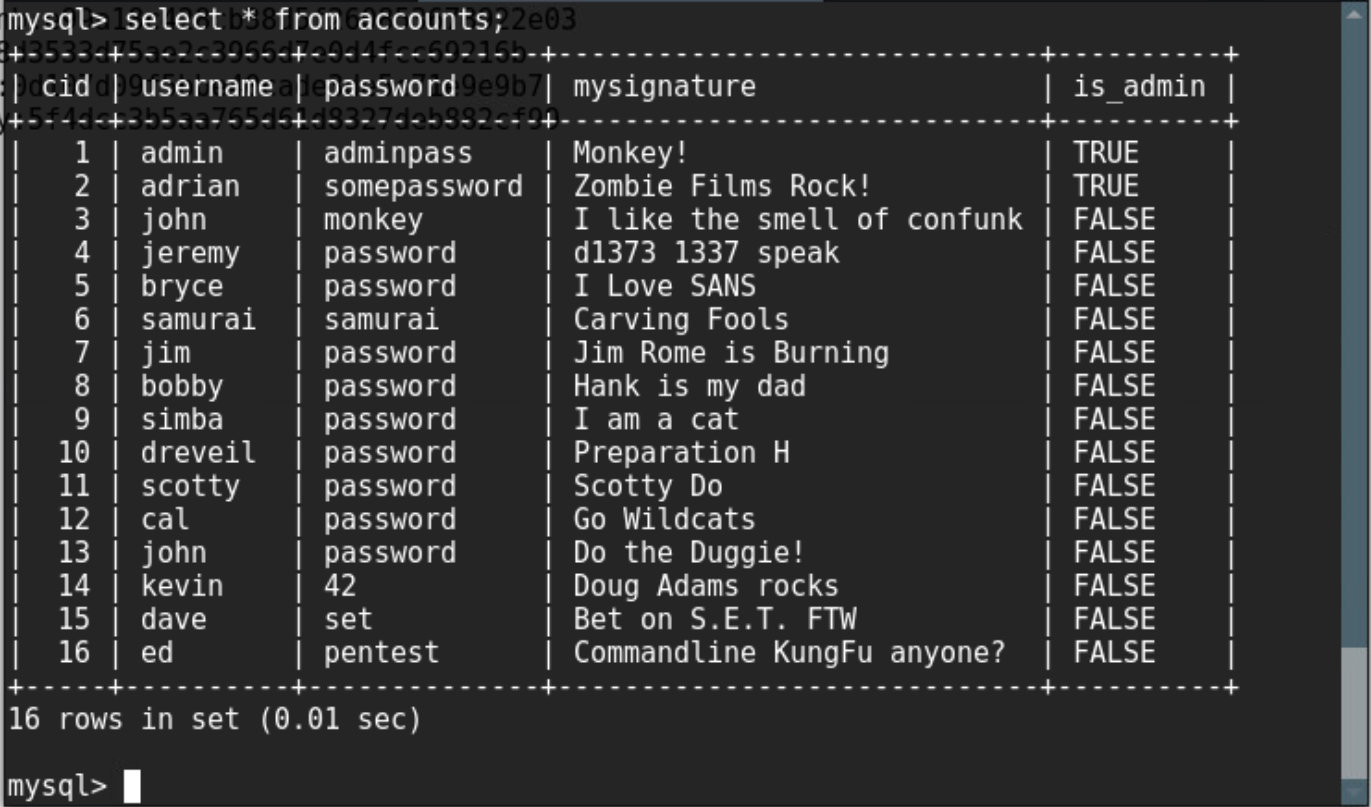 mysql> select * from accounts;
+-----+----------+--------------+-----------------------------+----------+
| cid | username | password     | mysignature                 | is_admin |
+-----+----------+--------------+-----------------------------+----------+
|   1 | admin    | adminpass    | Monkey!                     | TRUE     |
|   2 | adrian   | somepassword | Zombie Films Rock!          | TRUE     |
|   3 | john     | monkey       | I like the smell of confunk | FALSE    |
|   4 | jeremy   | password     | d1373 1337 speak            | FALSE    |
|   5 | bryce    | password     | I Love SANS                 | FALSE    |
|   6 | samurai  | samurai      | Carving Fools               | FALSE    |
|   7 | jim      | password     | Jim Rome is Burning         | FALSE    |
|   8 | bobby    | password     | Hank is my dad              | FALSE    |
|   9 | simba    | password     | I am a cat                  | FALSE    |
|  10 | dreveil  | password     | Preparation H               | FALSE    |
|  11 | scotty   | password     | Scotty Do                   | FALSE    |
|  12 | cal      | password     | Go Wildcats                 | FALSE    |
|  13 | john     | password     | Do the Duggie!              | FALSE    |
|  14 | kevin    | 42           | Doug Adams rocks            | FALSE    |
|  15 | dave     | set          | Bet on S.E.T. FTW           | FALSE    |
|  16 | ed       | pentest      | Commandline KungFu anyone?  | FALSE    |
+-----+----------+--------------+-----------------------------+----------+
16 rows in set (0.01 sec)
mysql>